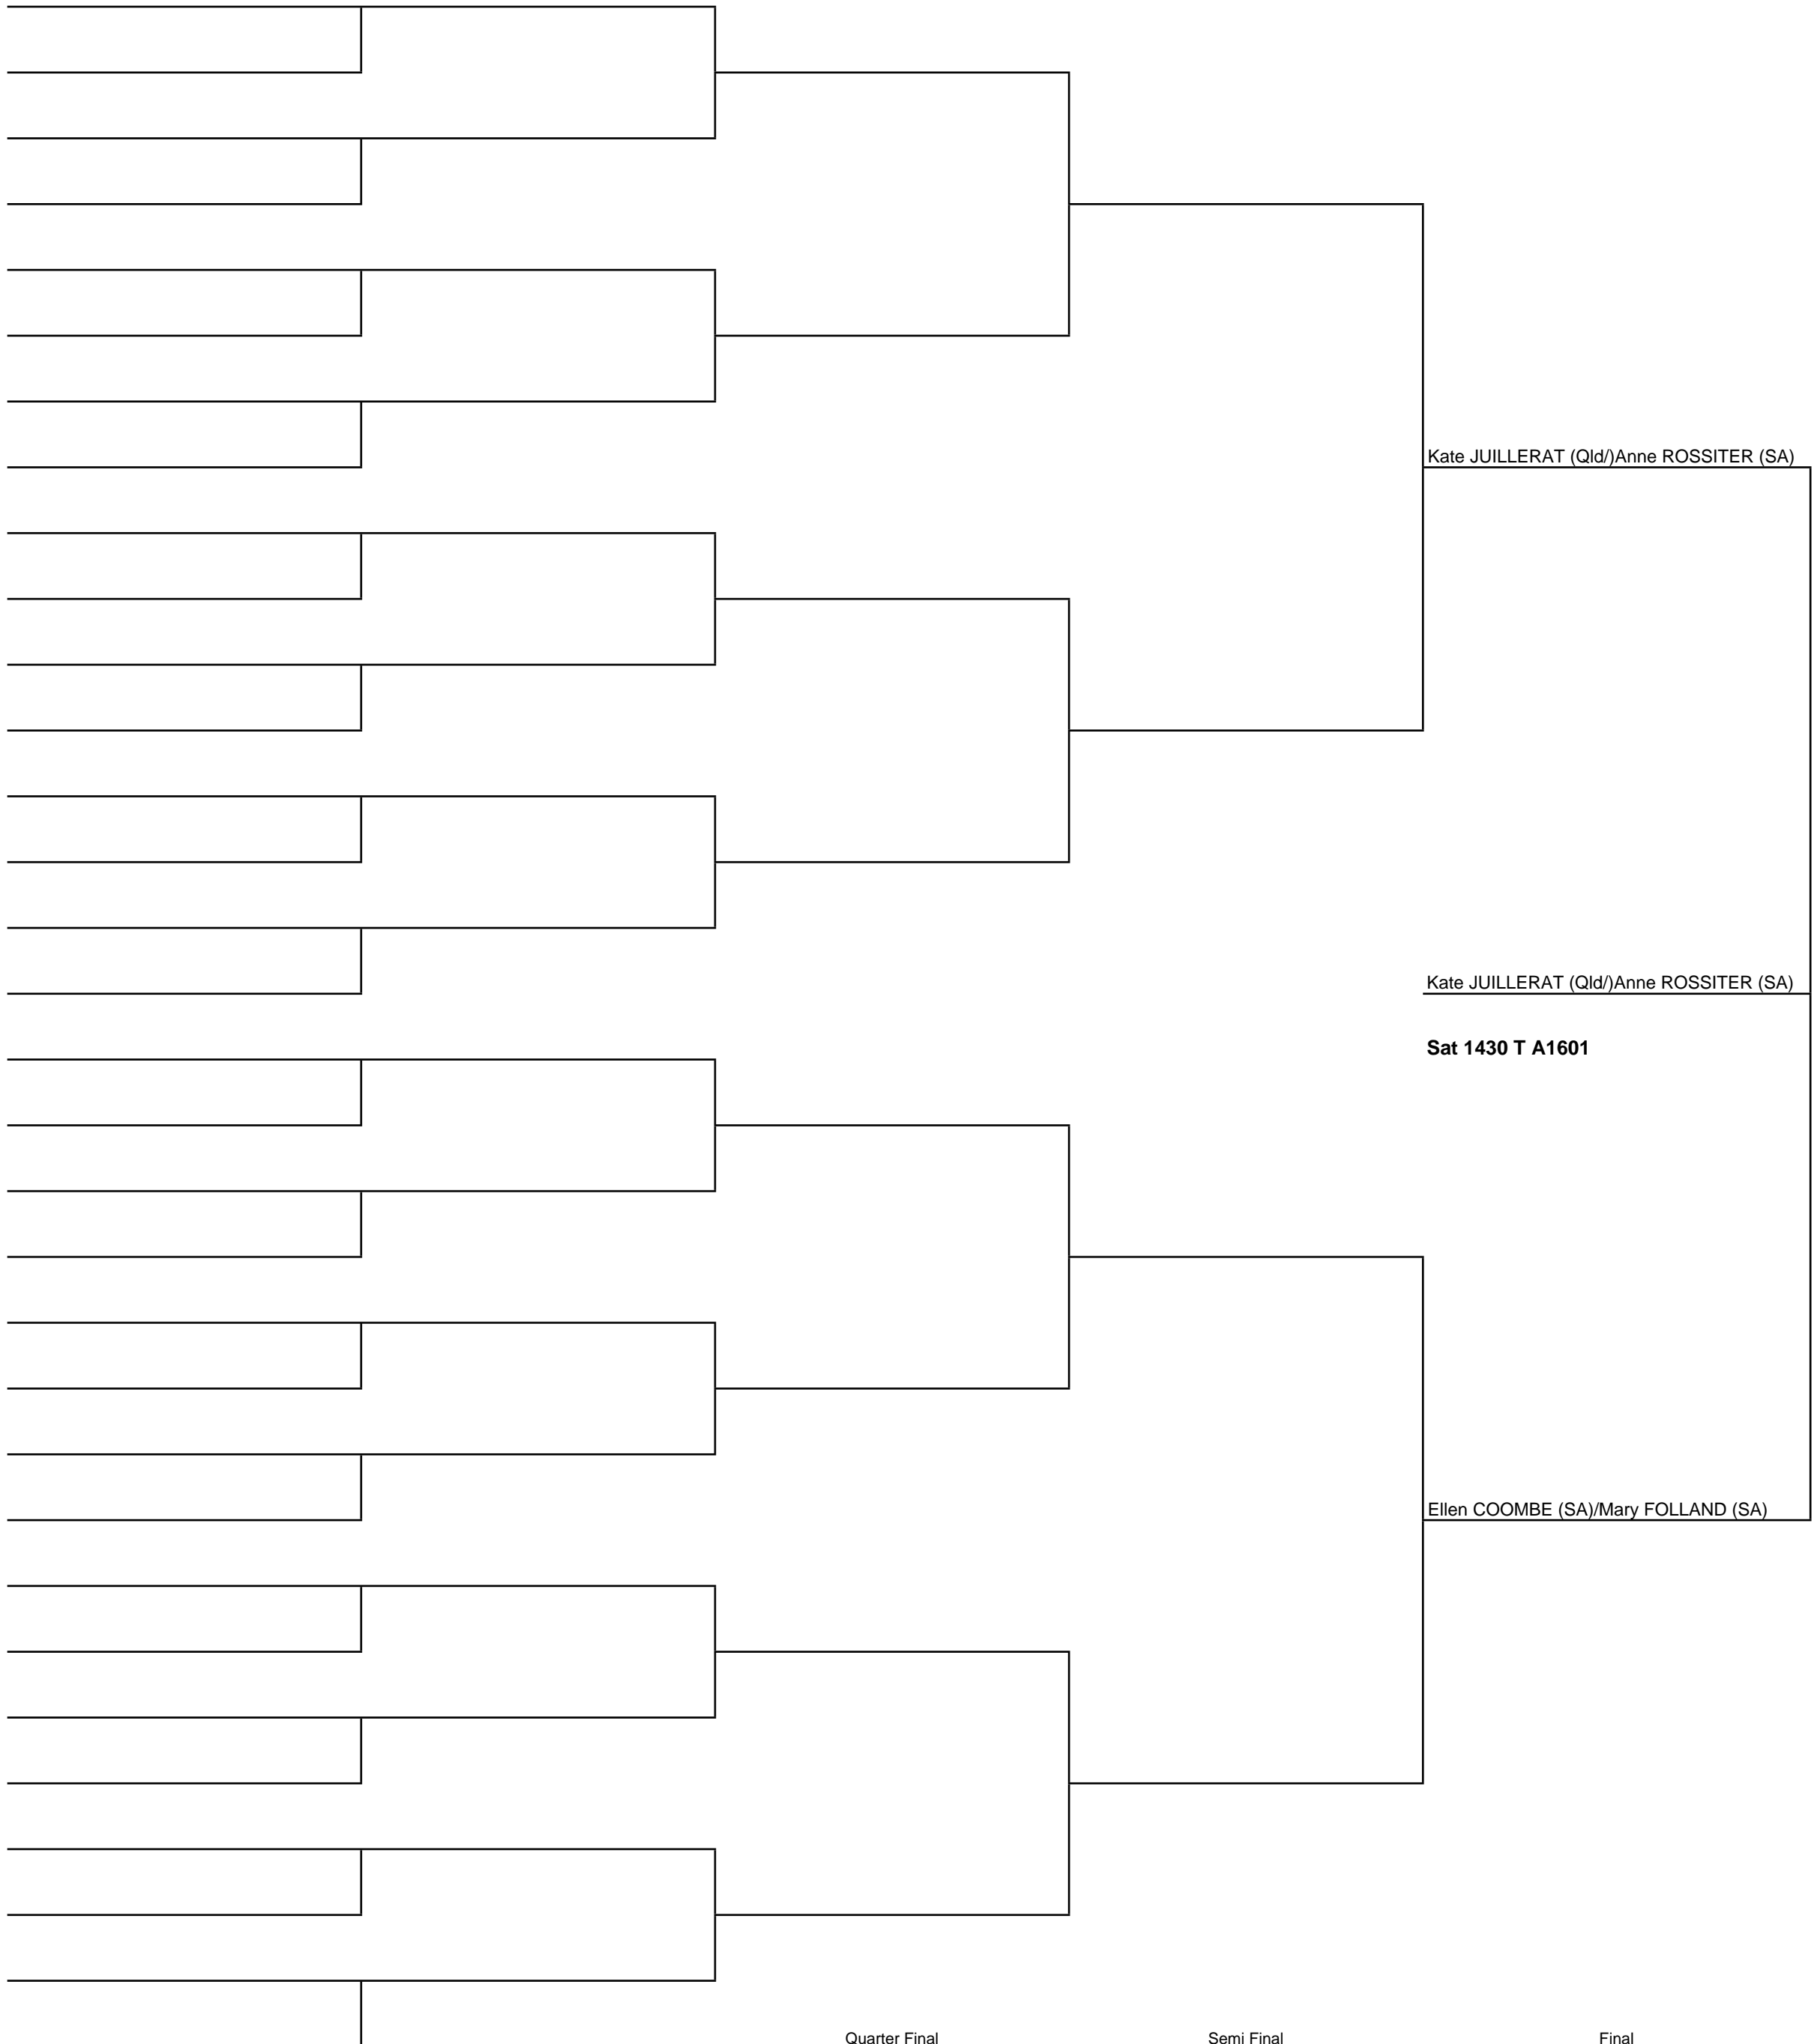 Kate JUILLERAT (Qld/)Anne ROSSITER (SA)
Kate JUILLERAT (Qld/)Anne ROSSITER (SA)
Sat 1430 T A1601
Ellen COOMBE (SA)/Mary FOLLAND (SA)
Quarter Final Semi Final Final